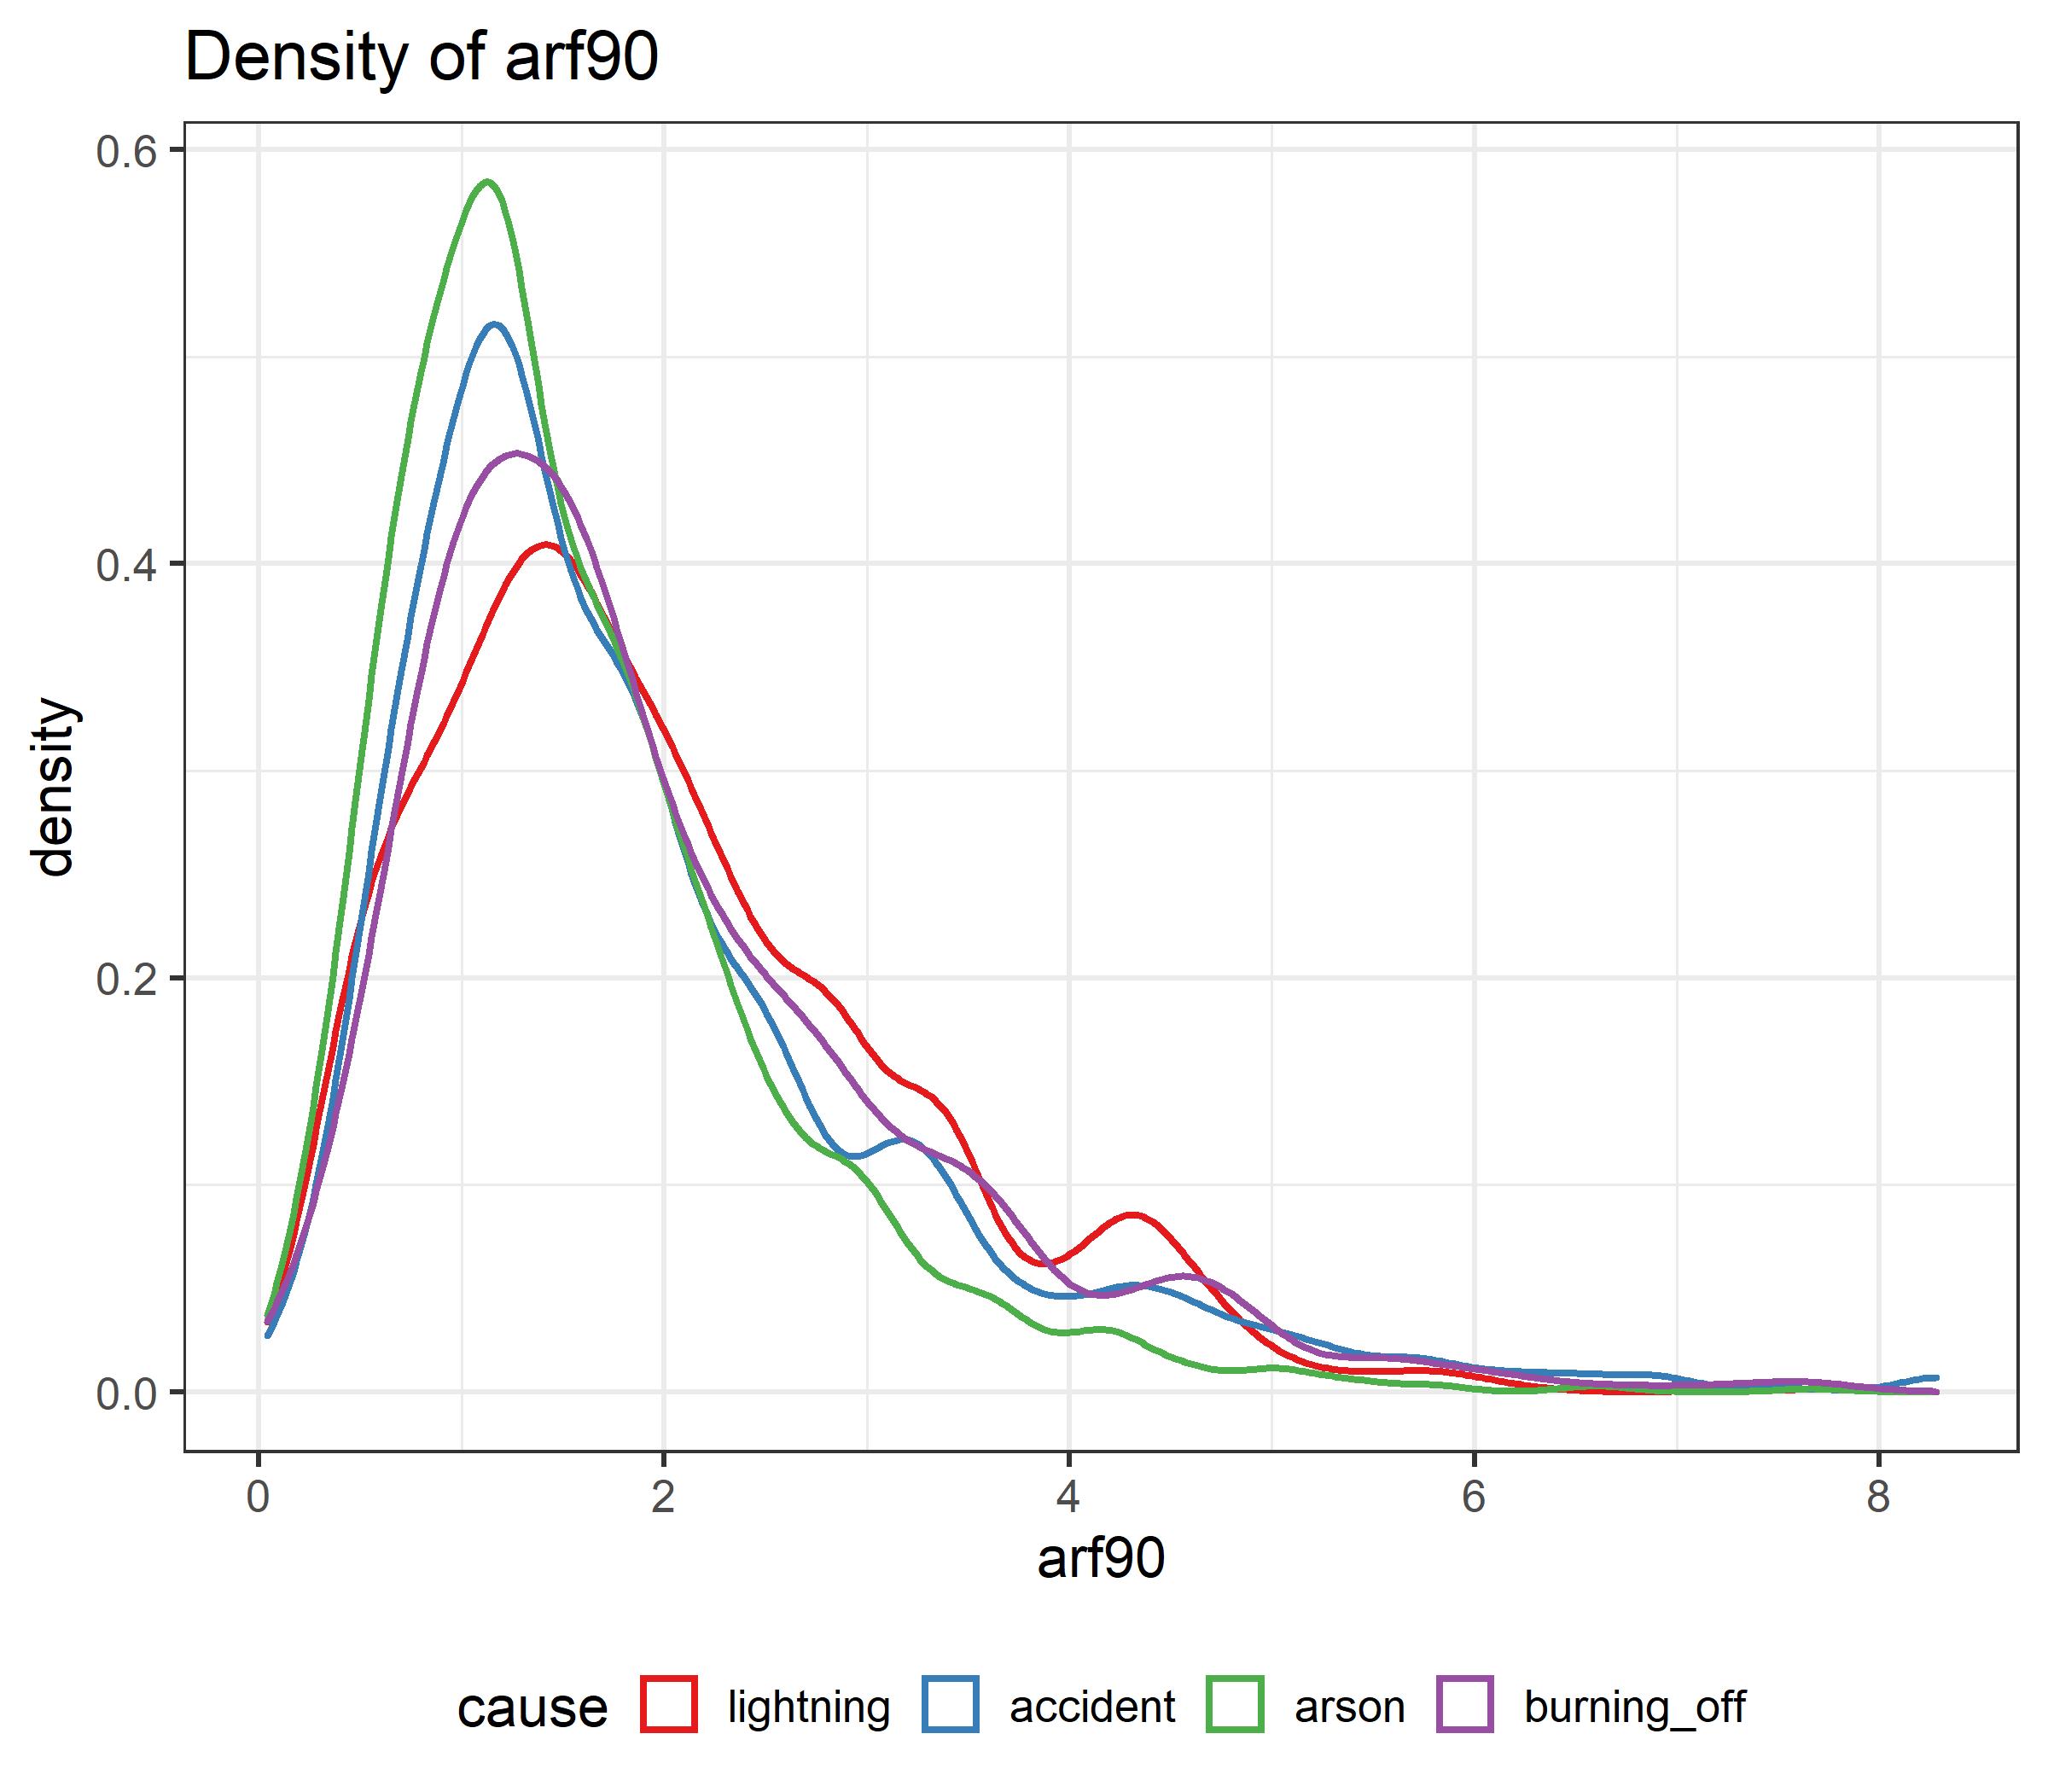 Density of arf90
0.6
0.4
0.2
0.0
density
0 2 4 6 8
arf90
cause lightning accident arson burning_off